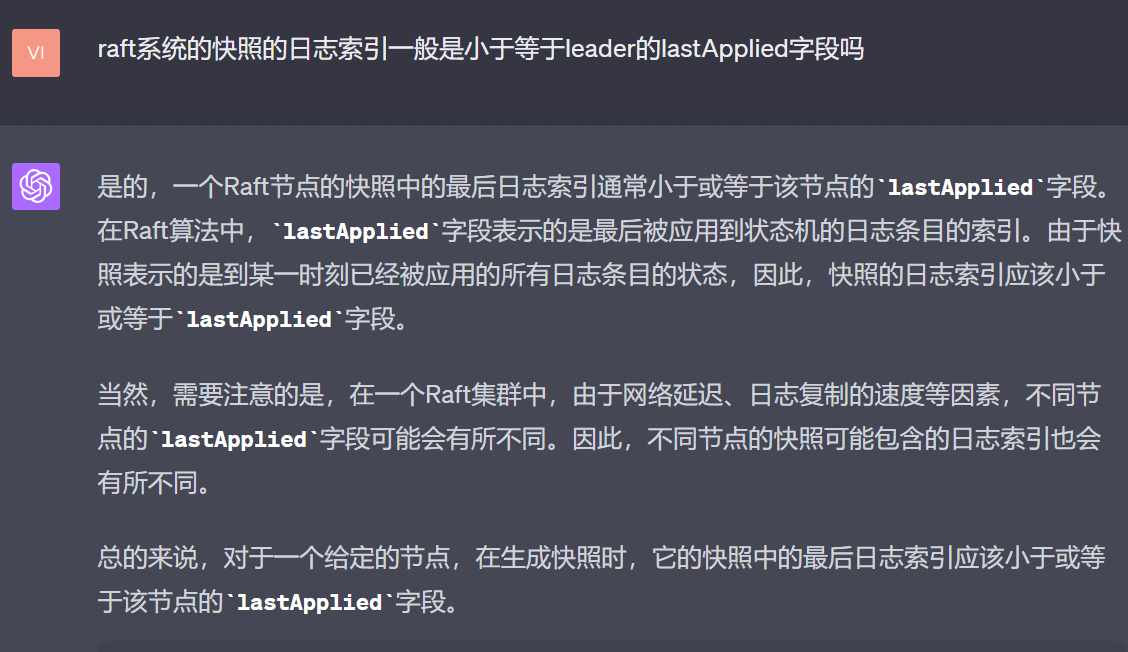 VI
raft系统的快照的日志索引一般是小于等于leader的lastApplied字段吗
是的，一个Raft节点的快照中的最后日志索引通常小于或等于该节点的`lastApplied`字段。
在Raft算法中，`lastApplied`字段表示的是最后被应用到状态机的日志条目的索引。由于快
照表示的是到某一时刻已经被应用的所有日志条目的状态，因此，快照的日志索引应该小于
或等于`lastApplied`字段。
当然，需要注意的是，在一个Raft集群中，由于网络延迟、日志复制的速度等因素，不同节
点的`lastApplied`字段可能会有所不同。因此，不同节点的快照可能包含的日志索引也会
有所不同。
总的来说，对于一个给定的节点，在生成快照时，它的快照中的最后日志索引应该小于或等
于该节点的`lastApplied`字段。